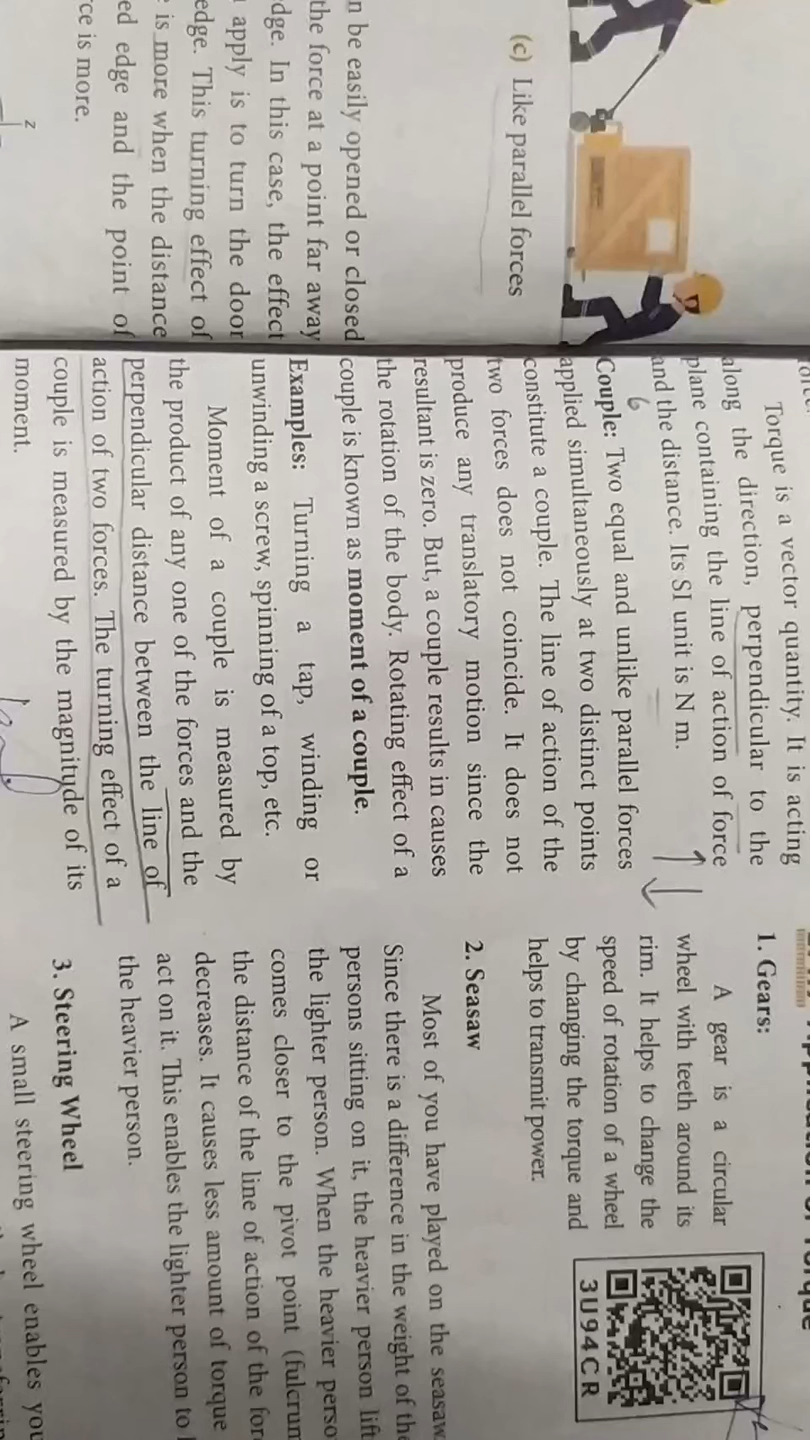 (c) Like parallel forces
n be easily opened or closed
the force at a point far away
dge. In this case, the effect
apply is to turn the door
edge. This turning effect of
is more when the distance
ed edge and the point of
ce is more.
z
Torque is a vector quantity. It is acting
along the direction, perpendicular to the
plane containing the line of action of force
and the distance. Its SI unit is N m.
6
Couple: Two equal and unlike parallel forces
applied simultaneously at two distinct points
constitute a couple. The line of action of the
two forces does not coincide. It does not
produce any translatory motion since the
resultant is zero. But, a couple results in causes
the rotation of the body. Rotating effect of a
couple is known as moment of a couple.
Examples: Turning a tap, winding or
unwinding a screw, spinning of a top, etc.
Moment of a couple is measured by
the product of any one of the forces and the
perpendicular distance between the line of
action of two forces. The turning effect of a
couple is measured by the magnitude of its
moment.
1. Gears:
A gear is a circular
wheel with teeth around its
rim. It helps to change the
speed of rotation of a wheel
by changing the torque and
helps to transmit power.
3U94CR
2. Seasaw
Most of you have played on the seasaw.
Since there is a difference in the weight of the
persons sitting on it, the heavier person lift
the lighter person. When the heavier perso
comes closer to the pivot point (fulcrum
the distance of the line of action of the for
decreases. It causes less amount of torque
act on it. This enables the lighter person to l
the heavier person.
3. Steering Wheel
A small steering wheel enables you